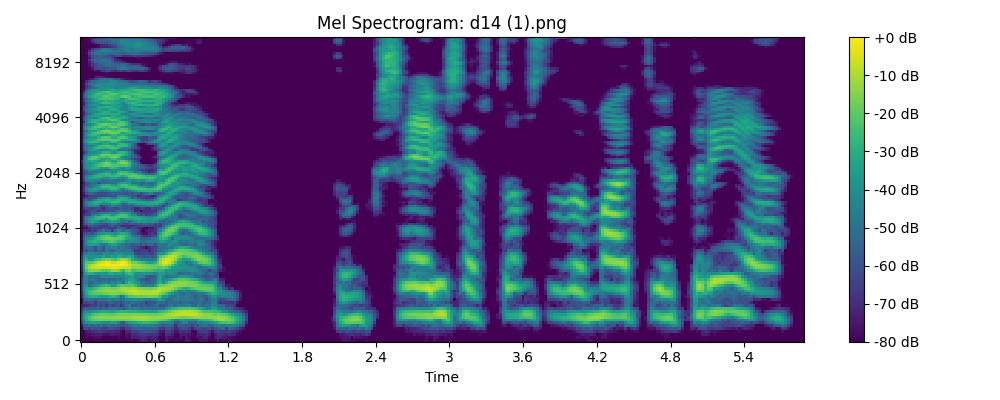 Mel Spectrogram: d14 (1).png
+0 dB
8192
-10 dB
4096
-20 dB
-30 dB
2048
Hz
-40 dB
1024
-50 dB
512
-60 dB
-70 dB
0
-80 dB
0 0.6 1.2 1.8 2.4 3 3.6 4.2 4.8 5.4
Time